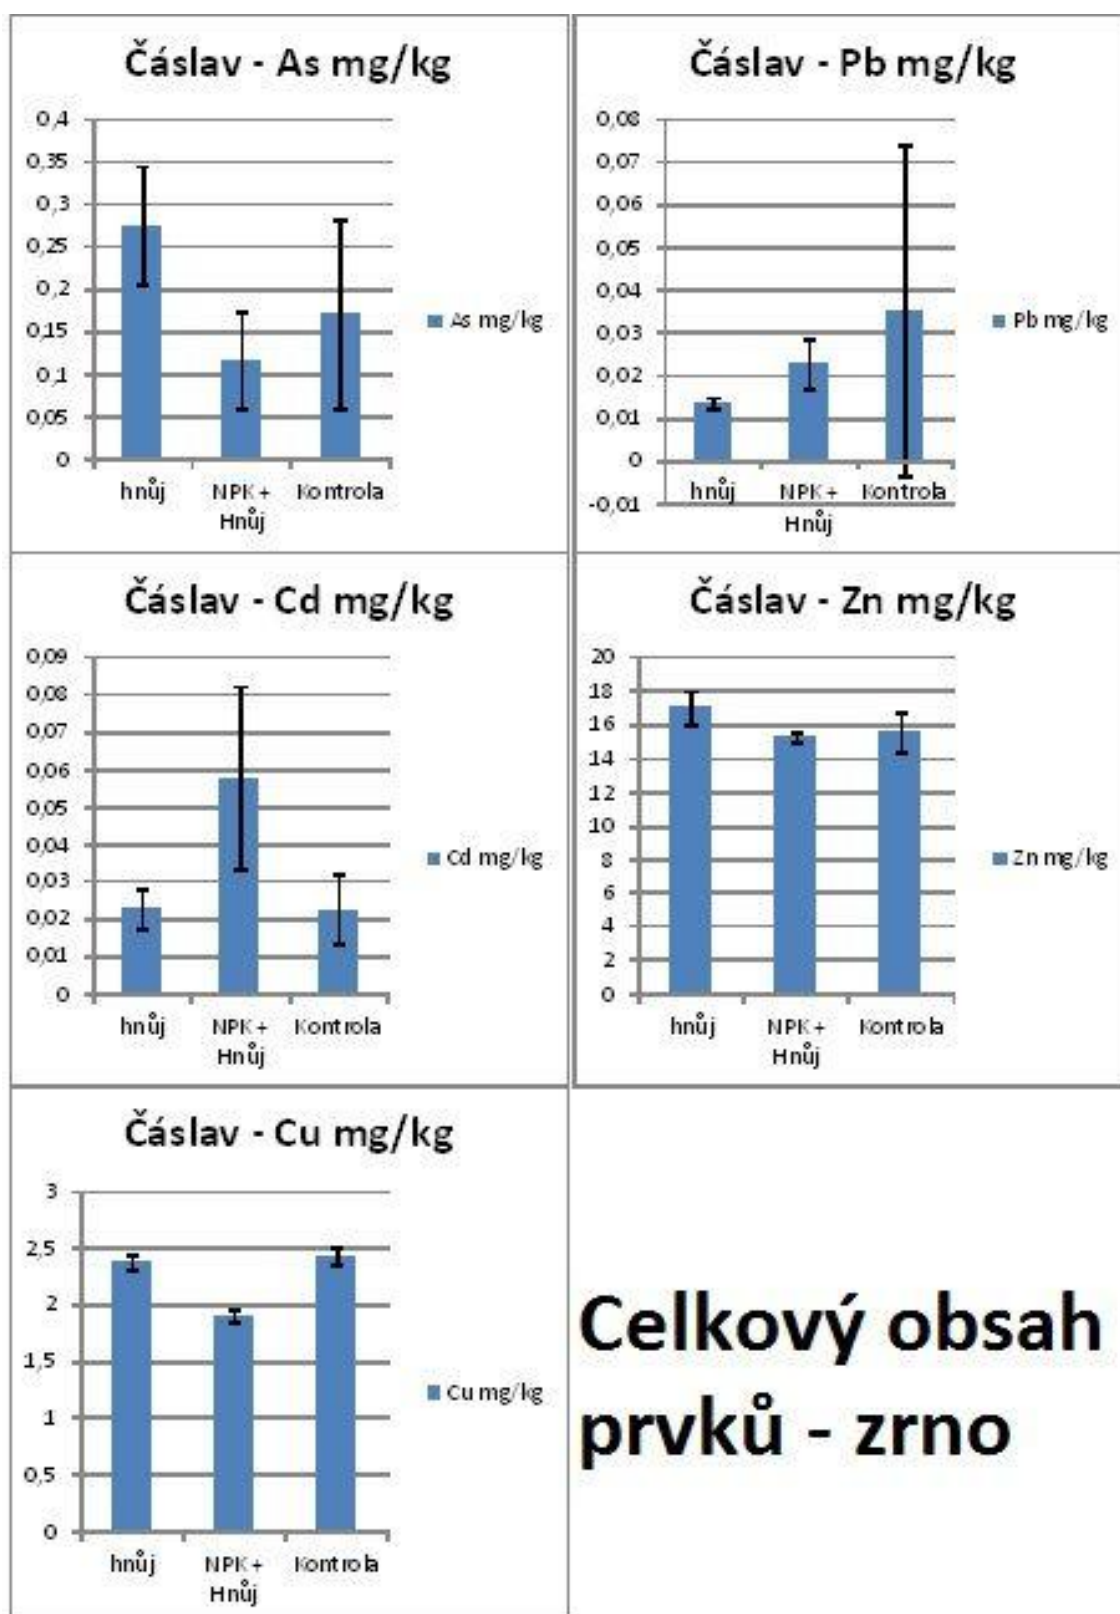 Čáslav - As mg/kg
0,4
0,35
0,3
0,25
0,2
0,15
0,1
0,05
0
hnůj
NPK +
Hnůj
Kontrola
As mg/kg
Čáslav - Pb mg/kg
0,08
0,07
0,06
0,05
0,04
0,03
0,02
0,01
0
-0,01
hnůj
NPK +
Hnůj
Kontrola
Pb mg/kg
Čáslav - Cd mg/kg
0,09
0,08
0,07
0,06
0,05
0,04
0,03
0,02
0,01
0
hnůj
NPK +
Hnůj
Kontrola
Cd mg/kg
Čáslav - Zn mg/kg
20
18
16
14
12
10
8
6
4
2
0
hnůj
NPK +
Hnůj
Kontrola
Zn mg/kg
Čáslav - Cu mg/kg
3
2,5
2
1,5
1
0,5
0
hnůj
NPK +
Hnůj
Kontrola
Cu mg/kg
Celkový obsah
prvků - zrno